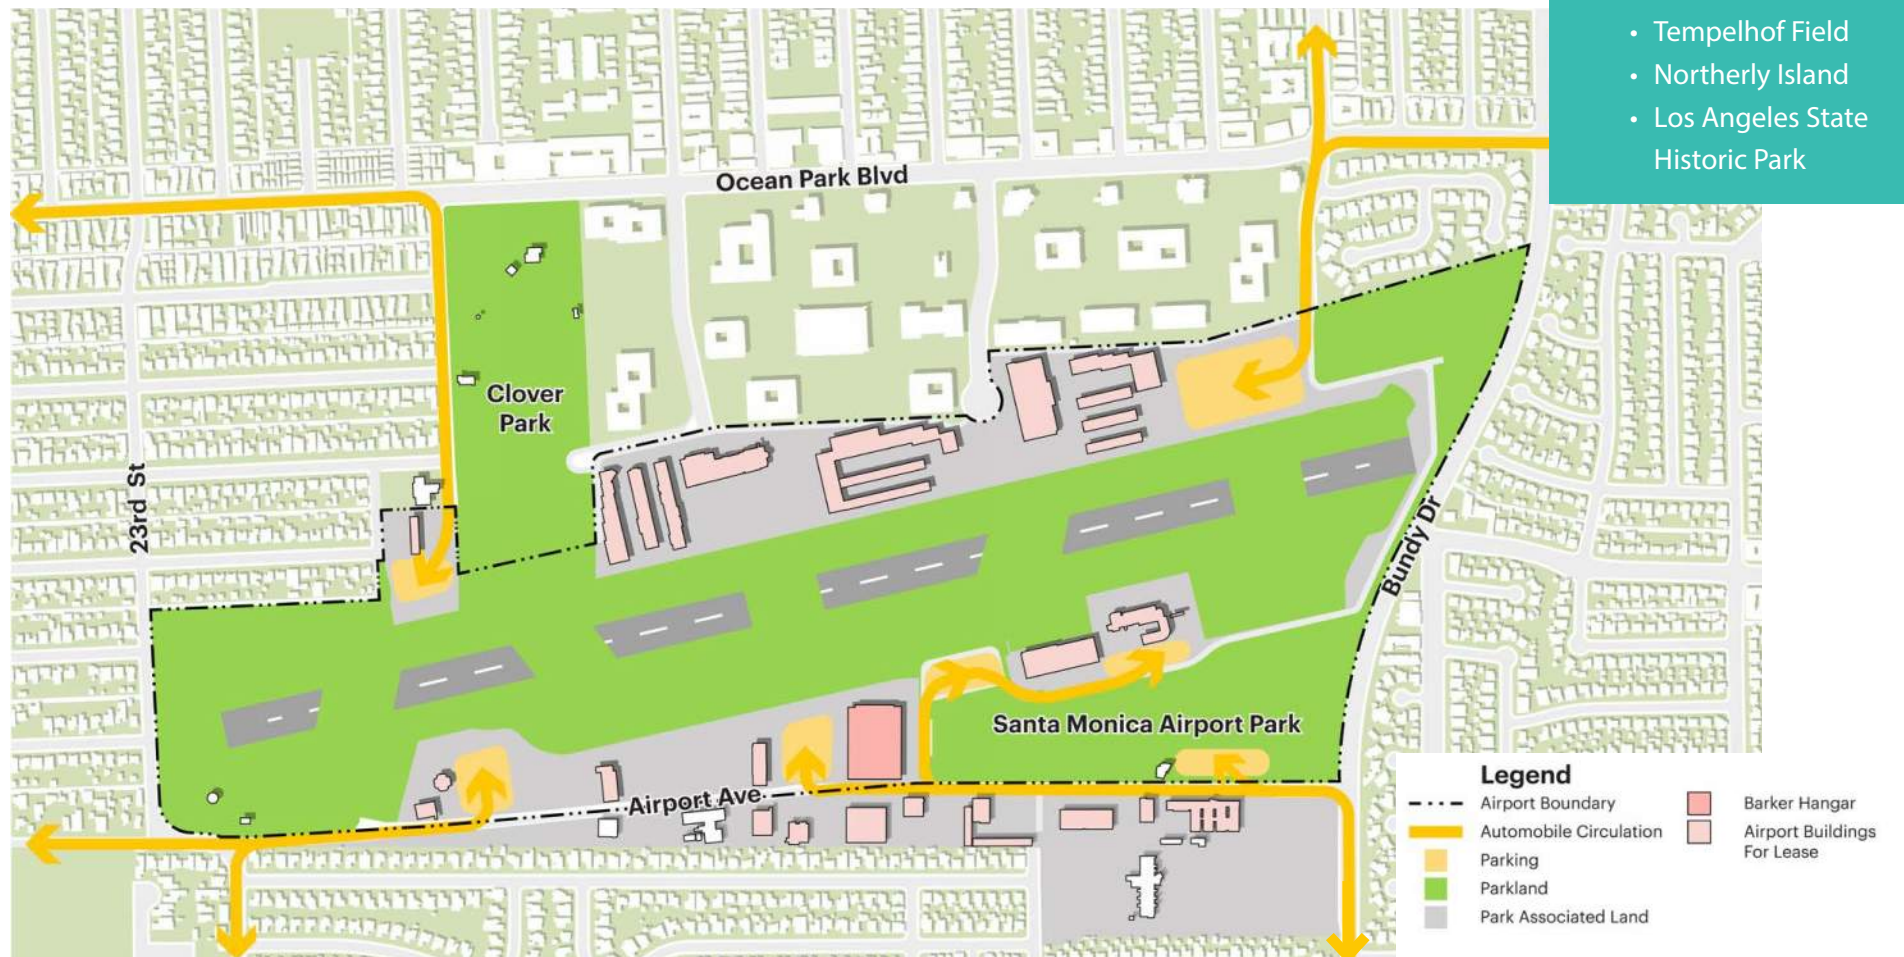 • Tempelhof Field
• Northerly Island
• Los Angeles State
Historic Park
Ocean Park Blvd
Clover
Park
23rd St
Bundy Dr
Santa Monica Airport Park
Airport Ave
Legend
Airport Boundary
Automobile Circulation
Parking
Parkland
Park Associated Land
Barker Hangar
Airport Buildings
For Lease